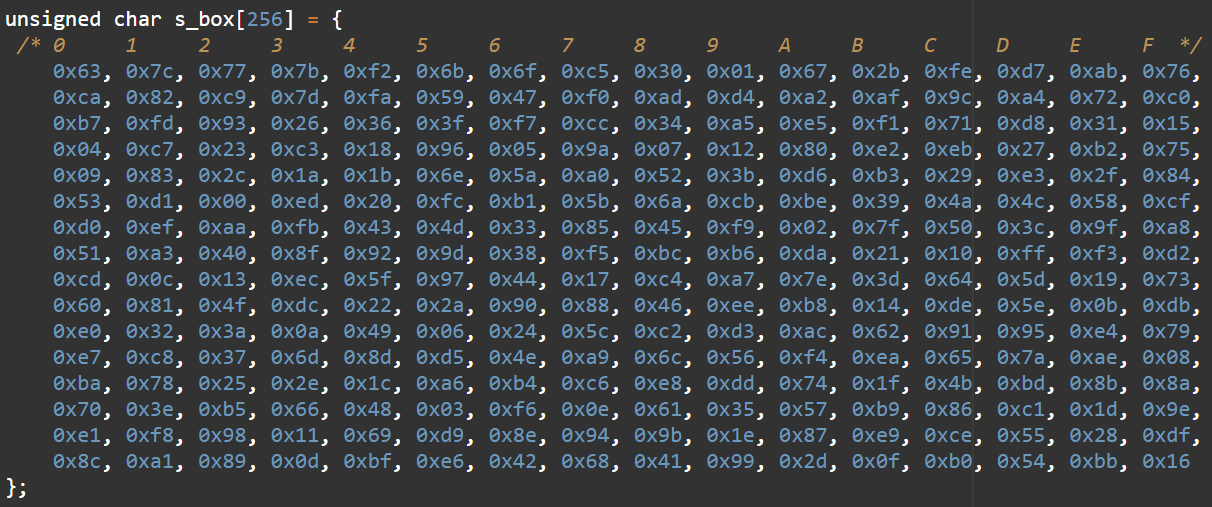 unsigned char s_box[256] = {
/* 0 1 2 3 4 5 6 7 8 9 A B C D E F */
0x63, 0x7c, 0x77, 0x7b, 0xf2, 0x6b, 0x6f, 0xc5, 0x30, 0x01, 0x67, 0x2b, 0xfe, 0xd7, 0xab, 0x76,
0xca, 0x82, 0xc9, 0x7d, 0xfa, 0x59, 0x47, 0xf0, 0xad, 0xd4, 0xa2, 0xaf, 0x9c, 0xa4, 0x72, 0xc0,
0xb7, 0xfd, 0x93, 0x26, 0x36, 0x3f, 0xf7, 0xcc, 0x34, 0xa5, 0xe5, 0xf1, 0x71, 0xd8, 0x31, 0x15,
0x04, 0xc7, 0x23, 0xc3, 0x18, 0x96, 0x05, 0x9a, 0x07, 0x12, 0x80, 0xe2, 0xeb, 0x27, 0xb2, 0x75,
0x09, 0x83, 0x2c, 0x1a, 0x1b, 0x6e, 0x5a, 0xa0, 0x52, 0x3b, 0xd6, 0xb3, 0x29, 0xe3, 0x2f, 0x84,
0x53, 0xd1, 0x00, 0xed, 0x20, 0xfc, 0xb1, 0x5b, 0x6a, 0xcb, 0xbe, 0x39, 0x4a, 0x4c, 0x58, 0xcf,
0xd0, 0xef, 0xaa, 0xfb, 0x43, 0x4d, 0x33, 0x85, 0x45, 0xf9, 0x02, 0x7f, 0x50, 0x3c, 0x9f, 0xa8,
0x51, 0xa3, 0x40, 0x8f, 0x92, 0x9d, 0x38, 0xf5, 0xbc, 0xb6, 0xda, 0x21, 0x10, 0xff, 0xf3, 0xd2,
0xcd, 0x0c, 0x13, 0xec, 0x5f, 0x97, 0x44, 0x17, 0xc4, 0xa7, 0x7e, 0x3d, 0x64, 0x5d, 0x19, 0x73,
0x60, 0x81, 0x4f, 0xdc, 0x22, 0x2a, 0x90, 0x88, 0x46, 0xee, 0xb8, 0x14, 0xde, 0x5e, 0x0b, 0xdb,
0xe0, 0x32, 0x3a, 0x0a, 0x49, 0x06, 0x24, 0x5c, 0xc2, 0xd3, 0xac, 0x62, 0x91, 0x95, 0xe4, 0x79,
0xe7, 0xc8, 0x37, 0x6d, 0x8d, 0xd5, 0x4e, 0xa9, 0x6c, 0x56, 0xf4, 0xea, 0x65, 0x7a, 0xae, 0x08,
0xba, 0x78, 0x25, 0x2e, 0x1c, 0xa6, 0xb4, 0xc6, 0xe8, 0xdd, 0x74, 0x1f, 0x4b, 0xbd, 0x8b, 0x8a,
0x70, 0x3e, 0xb5, 0x66, 0x48, 0x03, 0xf6, 0x0e, 0x61, 0x35, 0x57, 0xb9, 0x86, 0xc1, 0x1d, 0x9e,
0xe1, 0xf8, 0x98, 0x11, 0x69, 0xd9, 0x8e, 0x94, 0x9b, 0x1e, 0x87, 0xe9, 0xce, 0x55, 0x28, 0xdf,
0x8c, 0xa1, 0x89, 0x0d, 0xbf, 0xe6, 0x42, 0x68, 0x41, 0x99, 0x2d, 0x0f, 0xb0, 0x54, 0xbb, 0x16
};